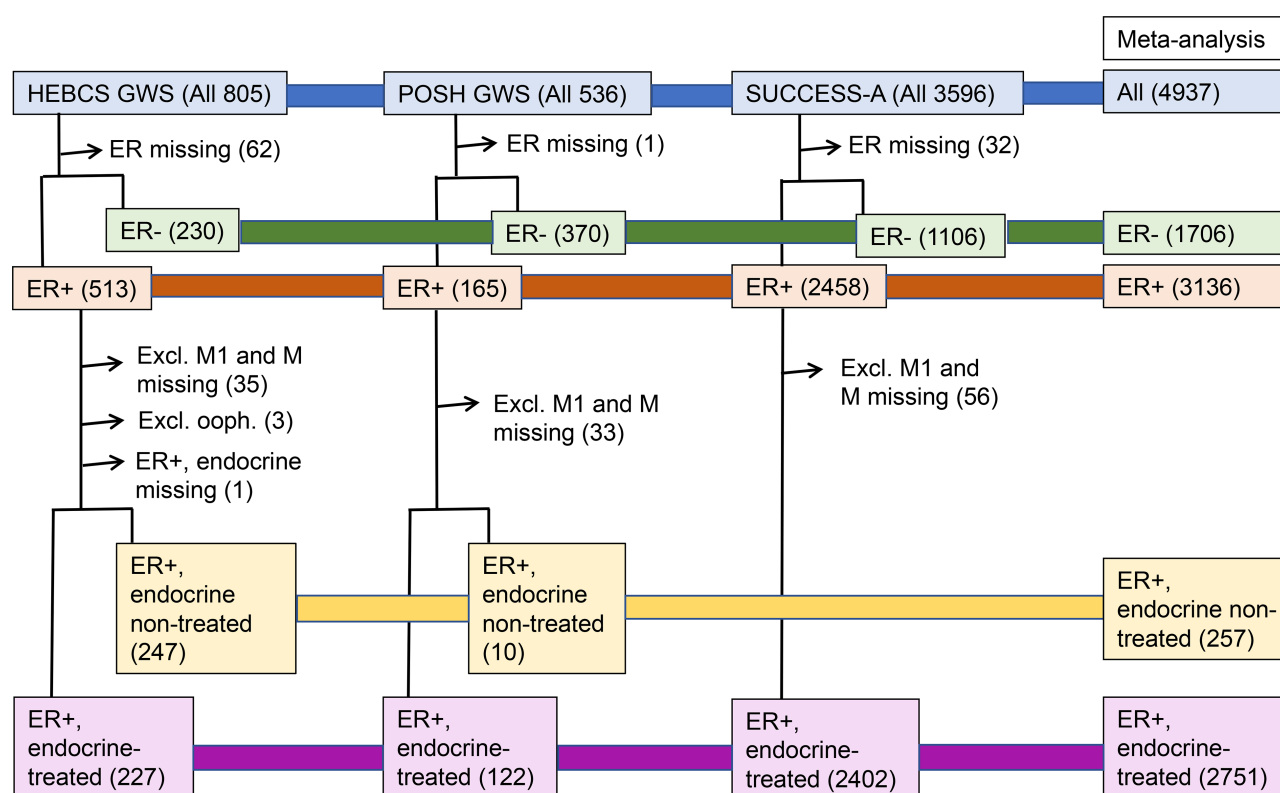 Meta-analysis
HEBCS GWS (All 805)
POSH GWS (All 536)
SUCCESS-A (All 3596)
All (4937)
ER missing (62)
ER missing (1)
ER missing (32)
ER- (230)
ER- (370)
ER- (1106)
ER- (1706)
ER+ (513)
ER+ (165)
ER+ (2458)
ER+ (3136)
Excl. M1 and M
missing (35)
Excl. ooph. (3)
ER+, endocrine
missing (1)
Excl. M1 and M
missing (33)
Excl. M1 and
M missing (56)
ER+,
endocrine
non-treated
(247)
ER+,
endocrine
non-treated
(10)
ER+,
endocrine non-
treated (257)
ER+,
endocrine-
treated (227)
ER+,
endocrine-
treated (122)
ER+,
endocrine-
treated (2402)
ER+,
endocrine-
treated (2751)